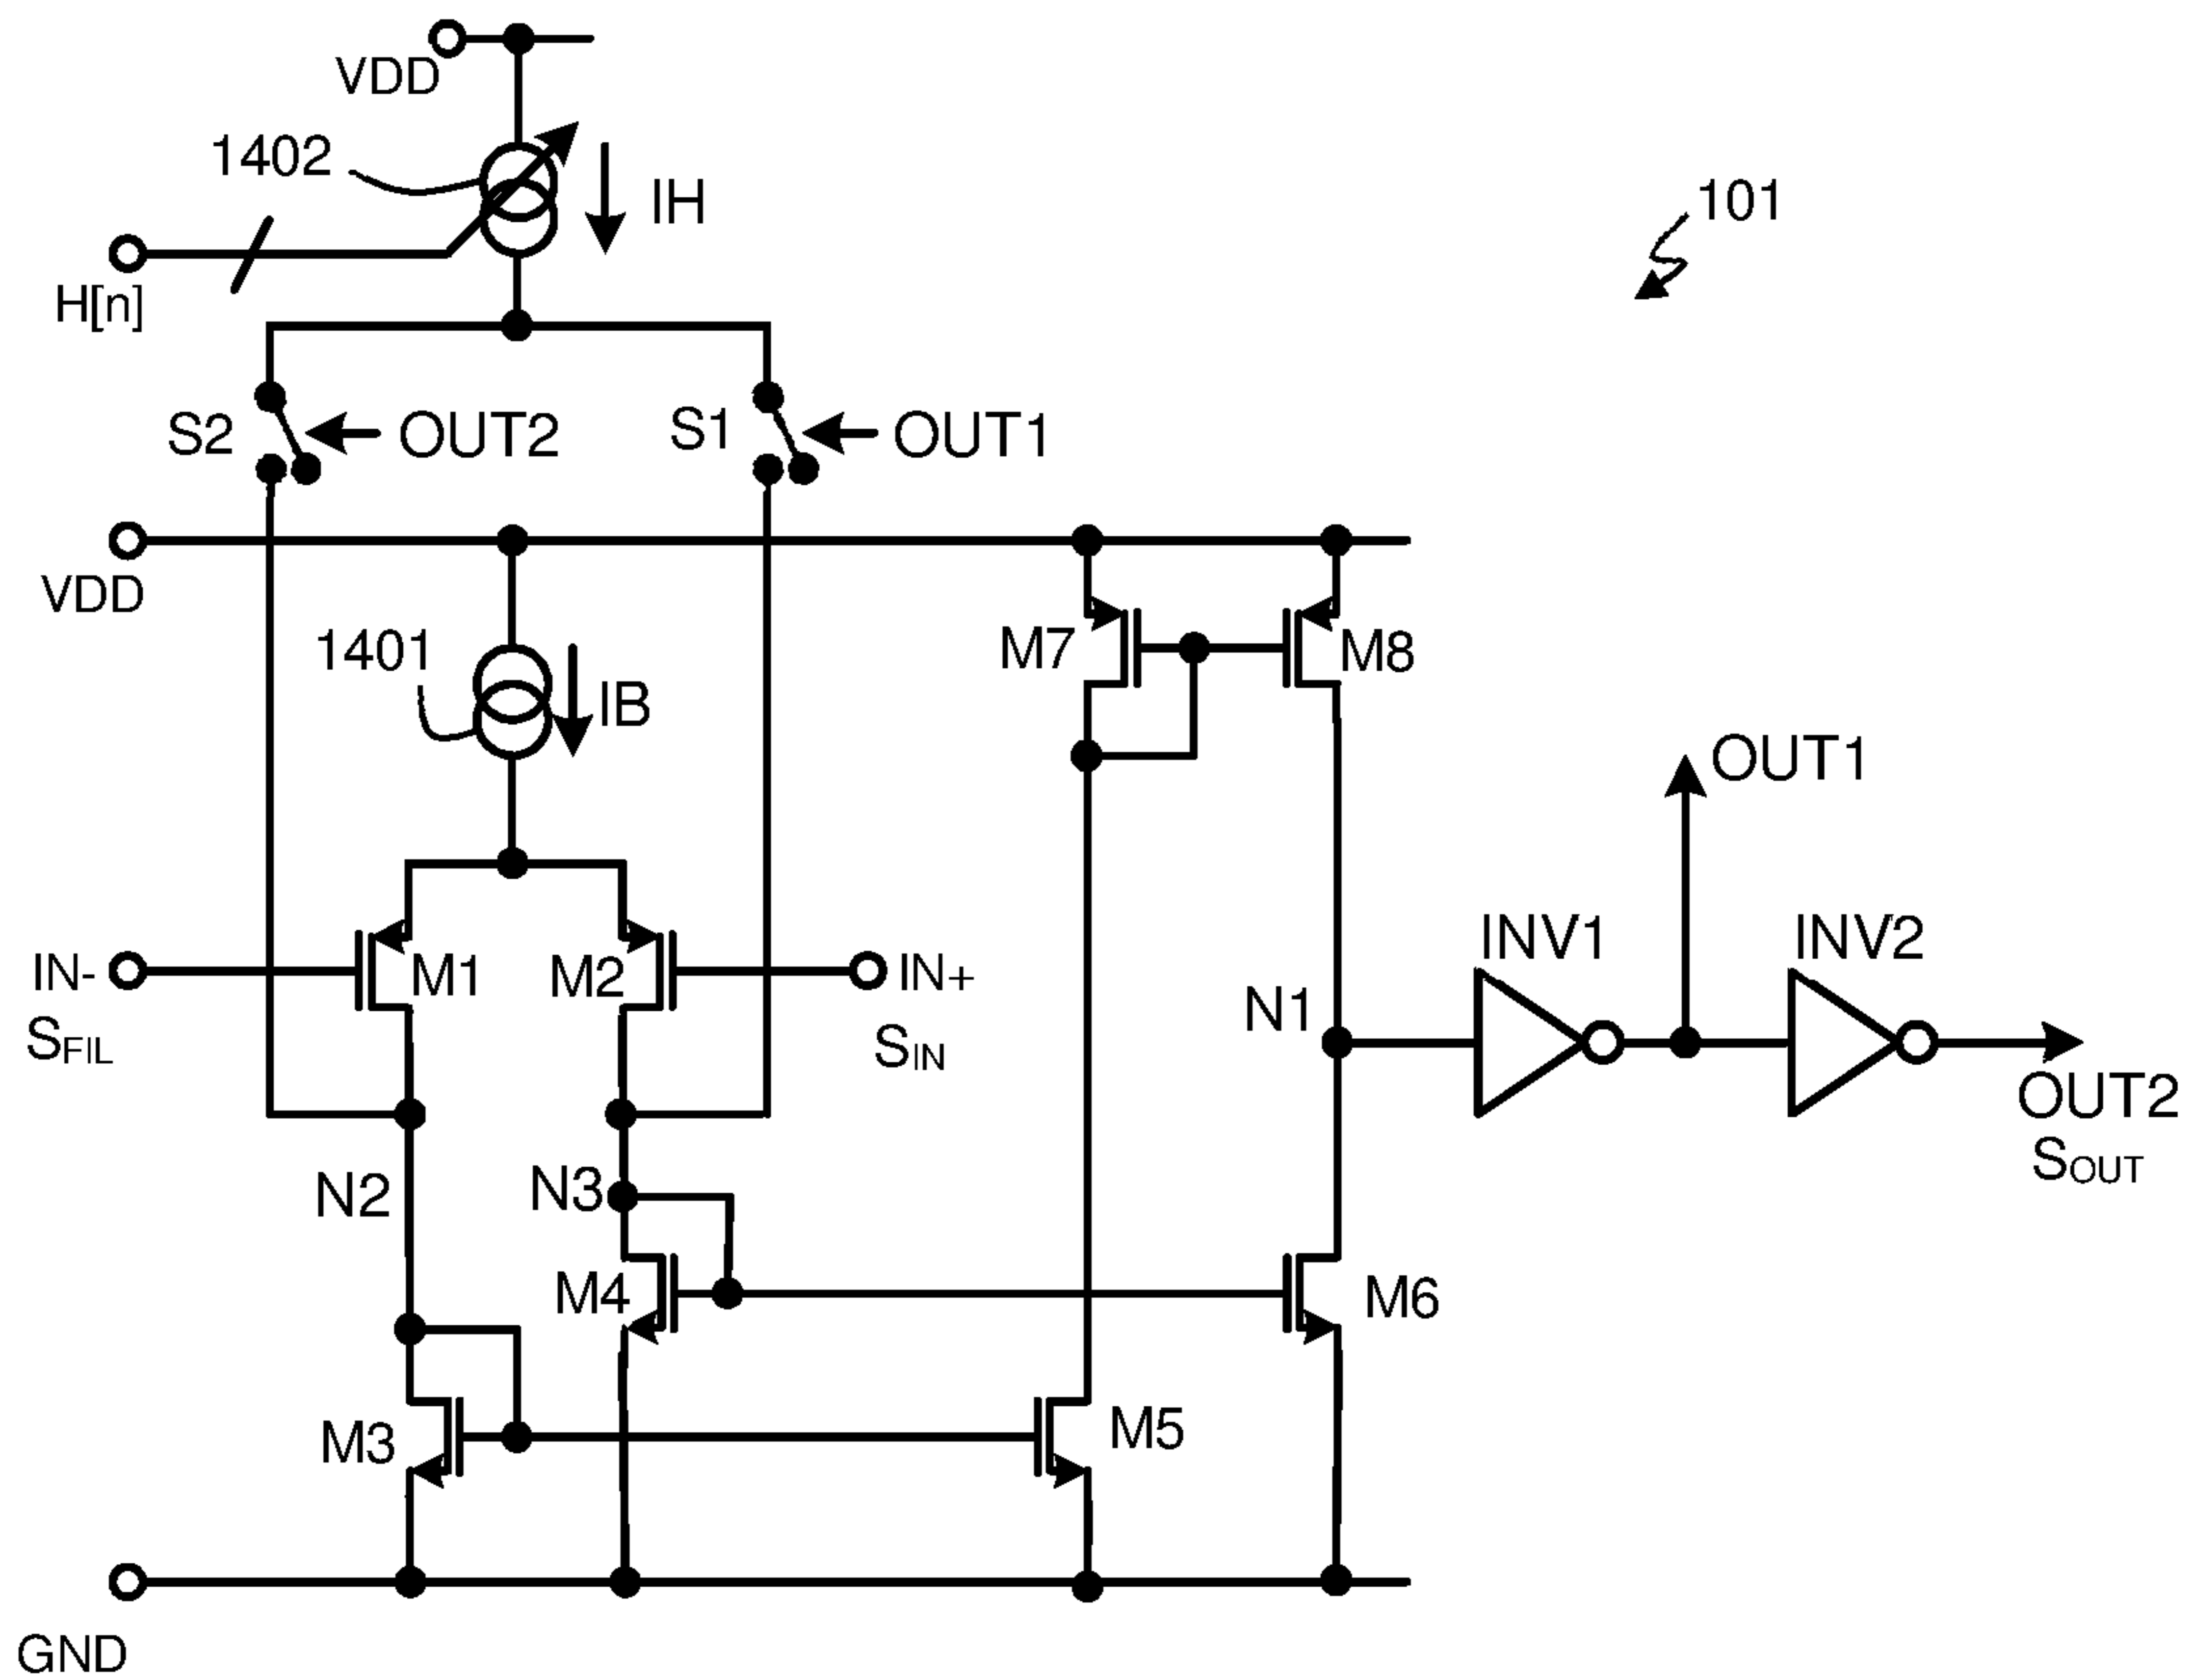 VDD
1402
IH
101
H[n]
S2
OUT2
S1
OUT1
VDD
1401
IB
M7
M8
OUT1
IN-
SFIL
M1
M2
IN+
SIN
N1
INV1
INV2
OUT2
SOUT
N2
N3
M4
M6
M3
M5
GND